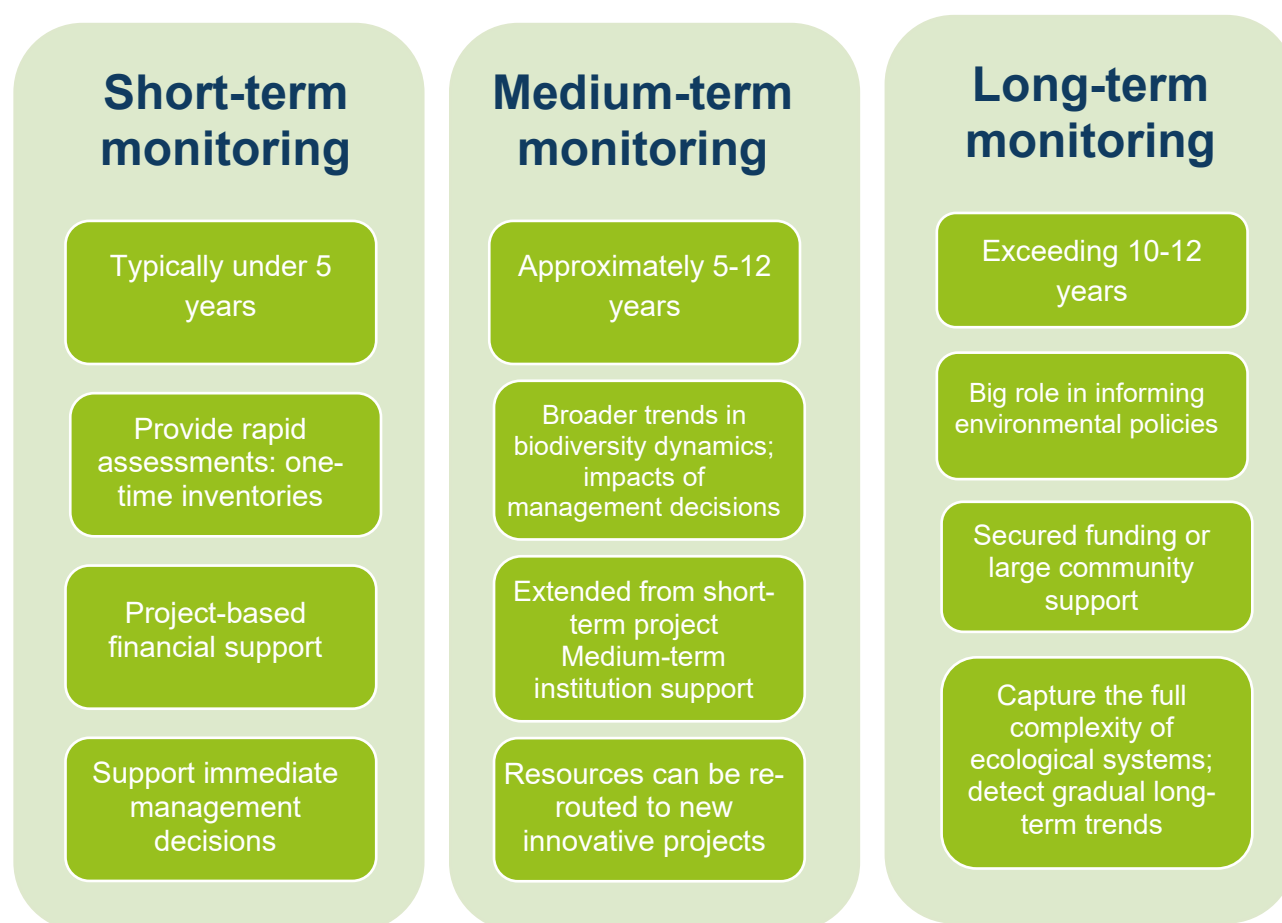 Short-term
monitoring
Typically under 5
years
Provide rapid
assessments: one-
time inventories
Project-based
financial support
Support immediate
management
decisions
Medium-term
monitoring
Approximately 5-12
years
Broader trends in
biodiversity dynamics;
impacts of
management decisions
Extended from short-
term project
Medium-term
institution support
Resources can be re-
routed to new
innovative projects
Long-term
monitoring
Exceeding 10-12
years
Big role in informing
environmental policies
Secured funding or
large community
support
Capture the full
complexity of
ecological systems;
detect gradual long-
term trends